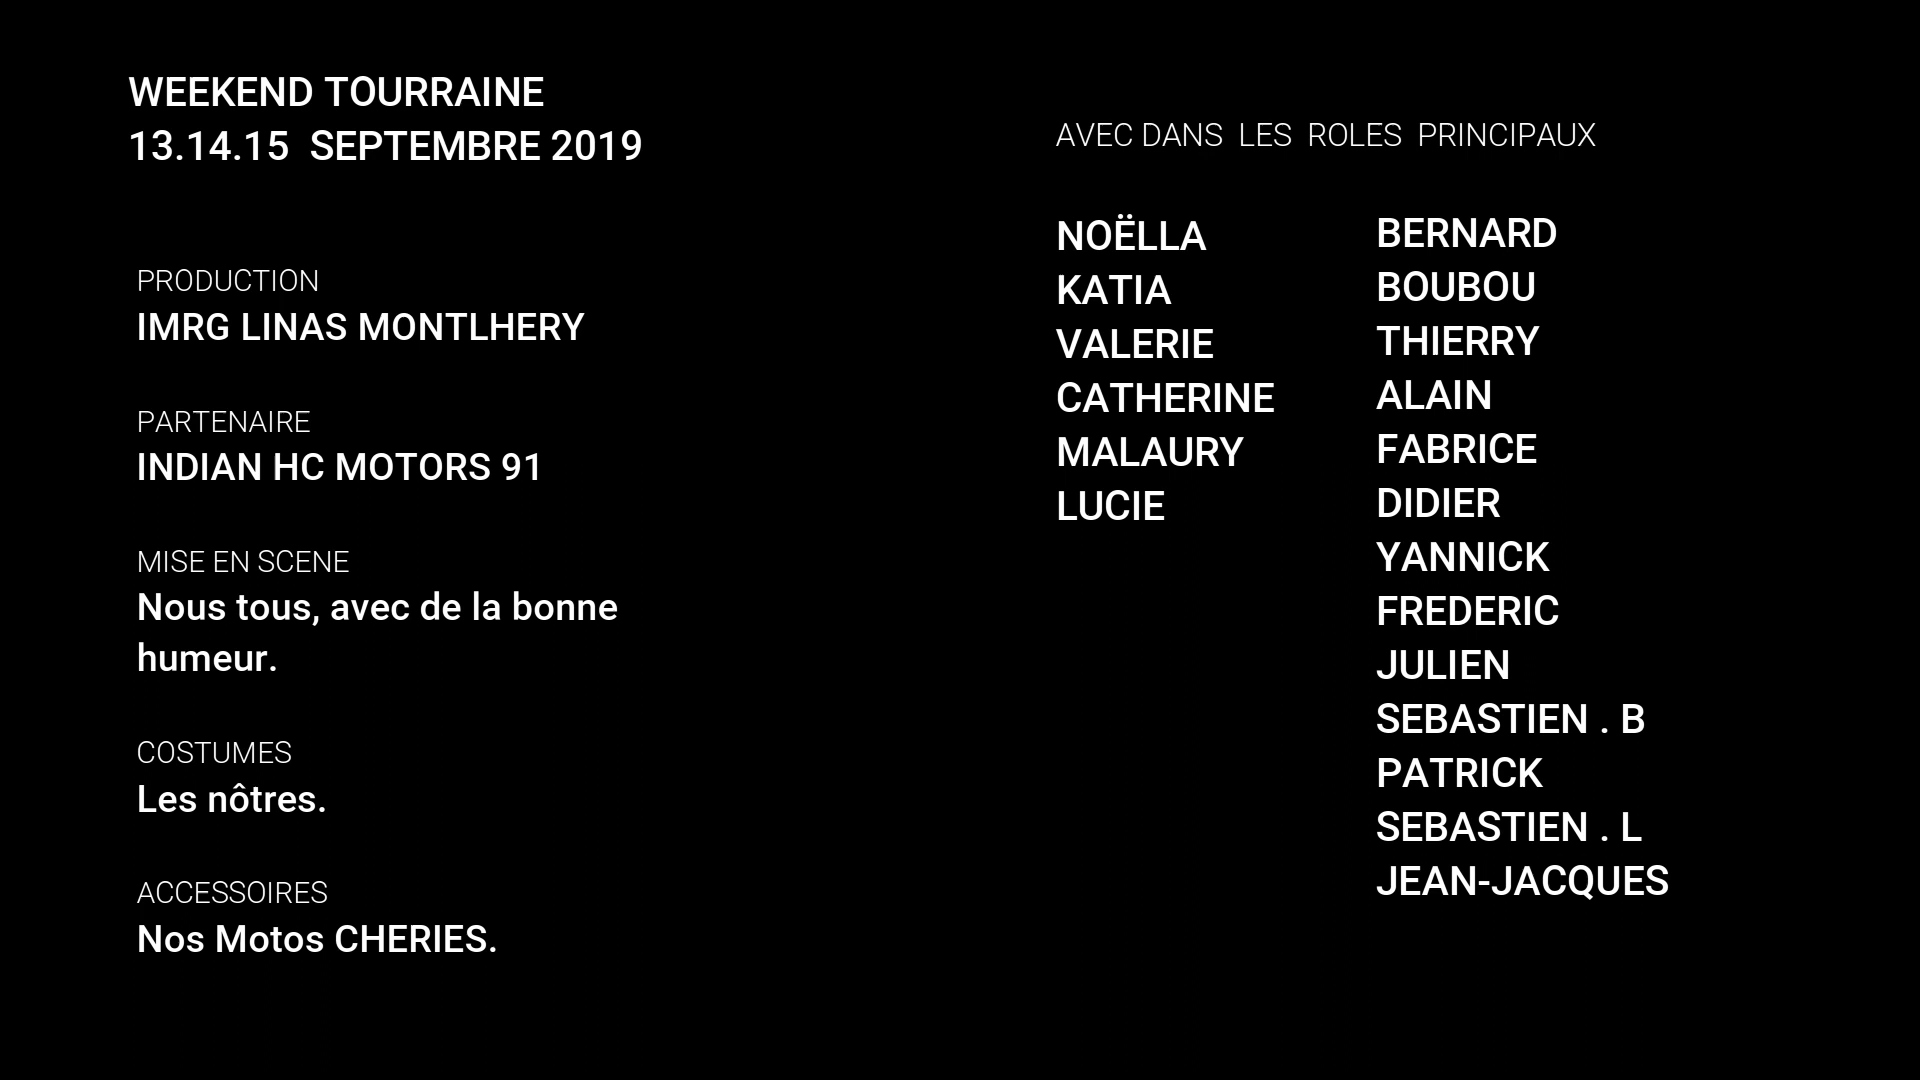 WEEKEND TOURRAINE
13.14.15 SEPTEMBRE 2019
PRODUCTION
IMRG LINAS MONTLHERY
PARTENAIRE
INDIAN HC MOTORS 91
MISE EN SCENE
Nous tous, avec de la bonne
humeur.
COSTUMES
Les nôtres.
ACCESSOIRES
Nos Motos CHERIES.
AVEC DANS LES ROLES PRINCIPAUX
NOËLLA
KATIA
VALERIE
CATHERINE
MALAURY
LUCIE
BERNARD
BOUBOU
THIERRY
ALAIN
FABRICE
DIDIER
YANNICK
FREDERIC
JULIEN
SEBASTIEN . B
PATRICK
SEBASTIEN . L
JEAN-JACQUES